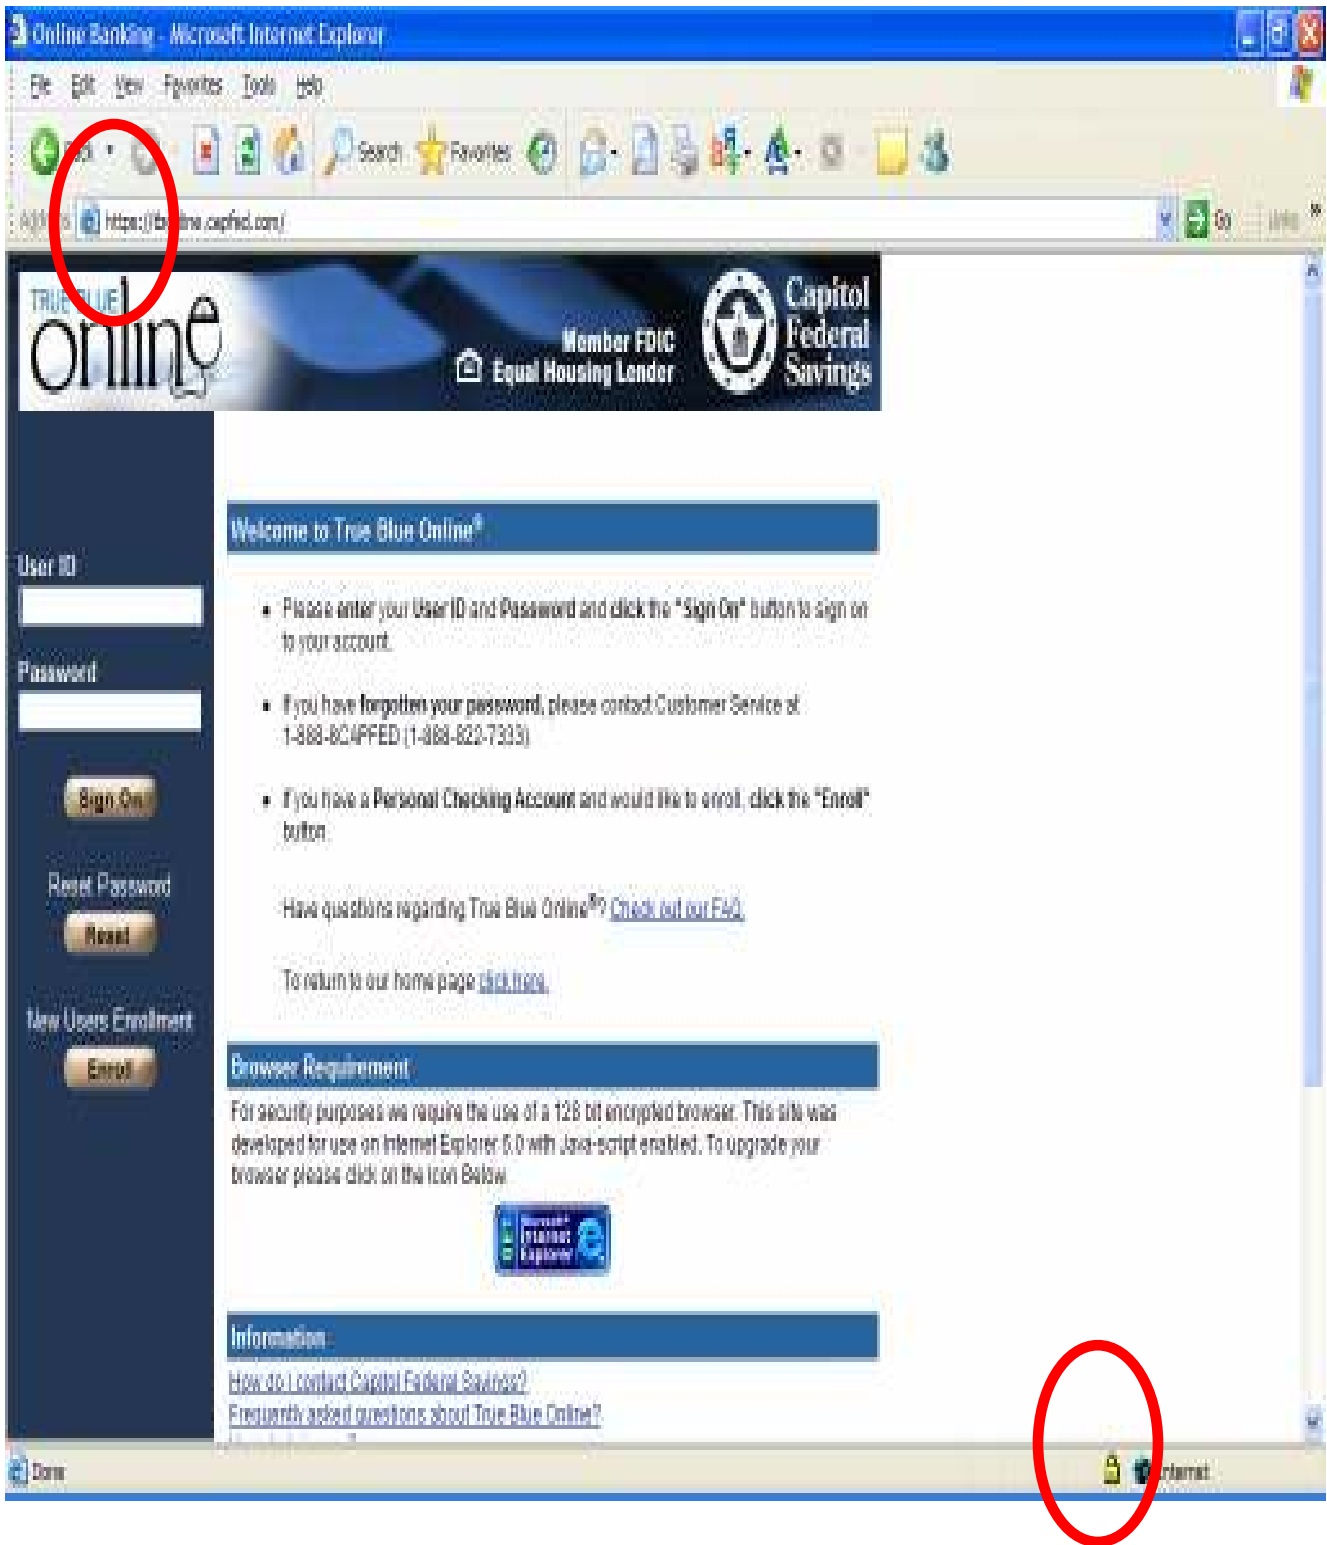 Online Banking - Microsoft Internet Explorer
File Edit View Favorites Tools Help
Search Favorites
https:// .capfed.com/
Go Links »
TRUE BLUE
online
Member FDIC
Equal Housing Lender
Capitol
Federal
Savings
Welcome to True Blue Online®
User ID
Password
Sign On
Reset Password
Reset
New Users Enrollment
Enroll
• Please enter your User ID and Password and click the "Sign On" button to sign on
to your account.
• If you have forgotten your password, please contact Customer Service at
1-888-8CAPFED (1-888-822-7333)
• If you have a Personal Checking Account and would like to enroll, click the "Enroll"
button
Have questions regarding True Blue Online®? Check out our FAQ.
To return to our home page click here.
Browser Requirement
For security purposes we require the use of a 128 bit encrypted browser. This site was
developed for use on Internet Explorer 6.0 with Java-script enabled. To upgrade your
browser please click on the Icon Below
Microsoft
Internet
Explorer
Information
How do I contact Capitol Federal Savings?
Frequently asked questions about True Blue Online?
Done
Internet